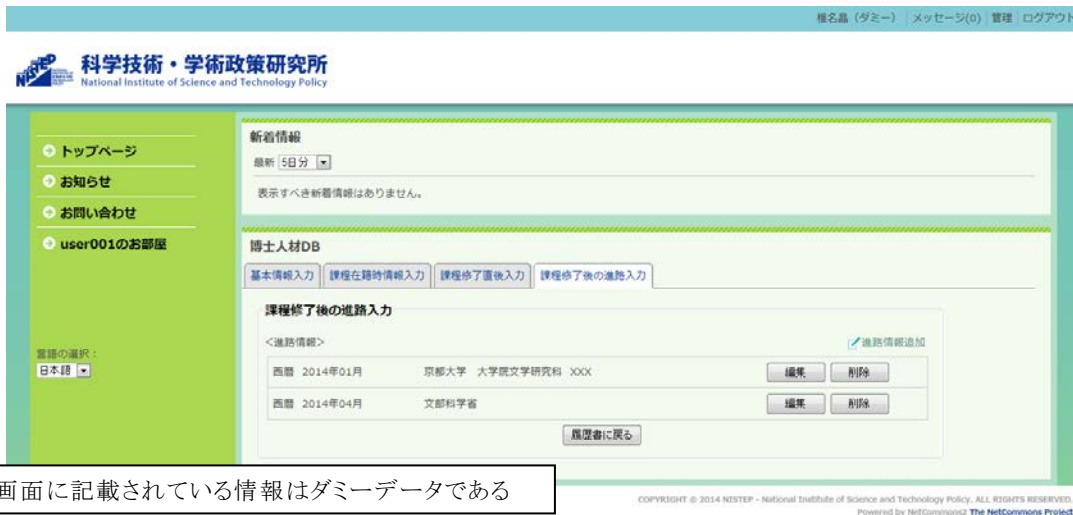 椎名晶（ダミー） メッセージ(0) 管理 ログアウト
NISTEP 科学技術・学術政策研究所
National Institute of Science and Technology Policy
トップページ
お知らせ
お問い合わせ
user001のお部屋
言語の選択：
日本語
新着情報
最新 5日分
表示すべき新着情報はありません。
博士人材DB
基本情報入力 課程在籍時情報入力 課程修了直後入力 課程修了後の進路入力
課程修了後の進路入力
<進路情報> 進路情報追加
西暦 2014年01月 京都大学 大学院文学研究科 XXX 編集 削除
西暦 2014年04月 文部科学省 編集 削除
履歴書に戻る
画面に記載されている情報はダミーデータである
COPYRIGHT © 2014 NISTEP - National Institute of Science and Technology Policy. ALL RIGHTS RESERVED.
Powered by NetCommons2 The NetCommons Project